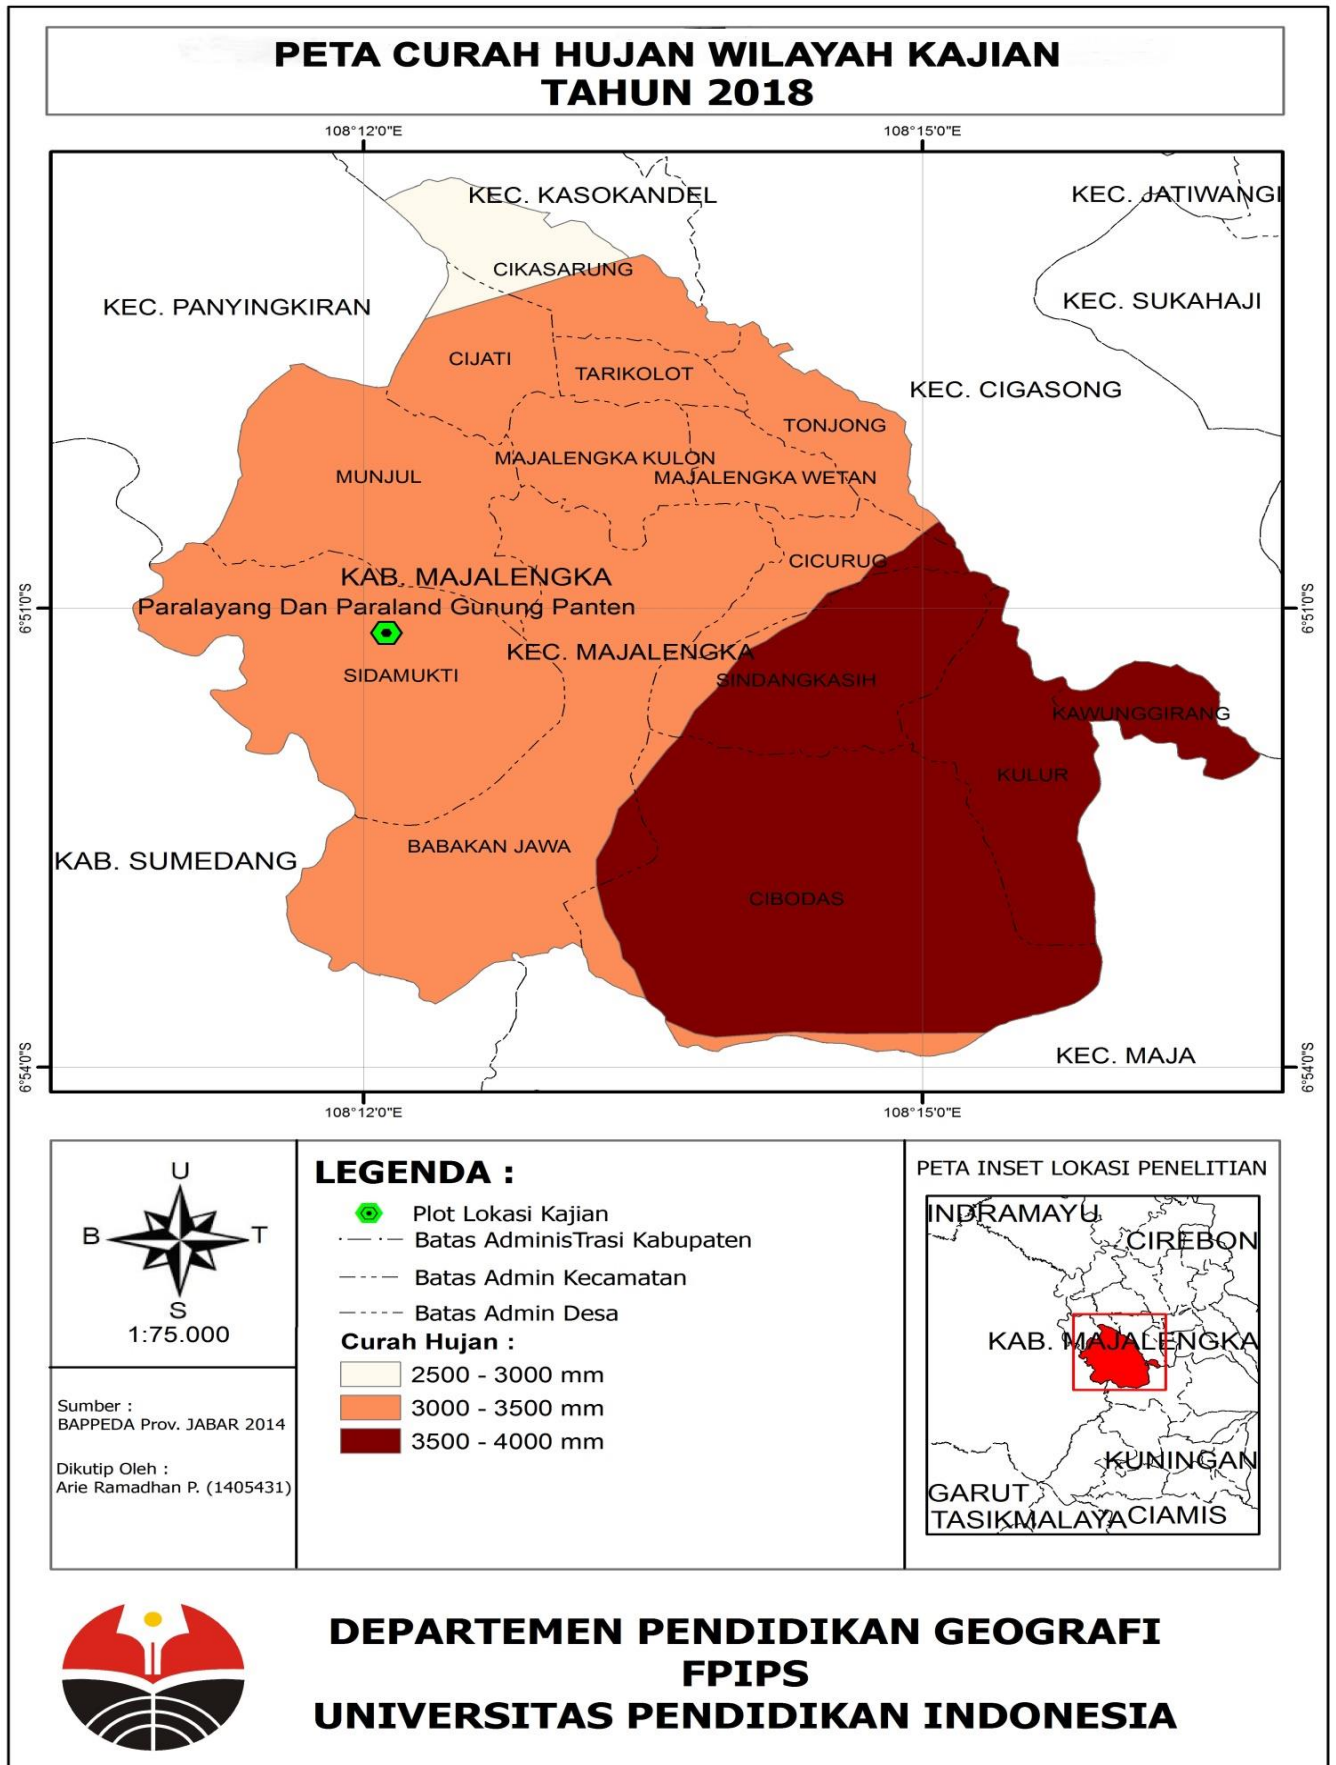 PETA CURAH HUJAN WILAYAH KAJIAN
TAHUN 2018
108°12'0"E
108°15'0"E
KEC. KASOKANDEL
KEC. JATIWANGI
CIKASARUNG
KEC. PANYINGKIRAN
KEC. SUKAHAJI
CIJATI
TARIKOLOT
KEC. CIGASONG
TONJONG
MAJALENGKA KULON
MUNJUL
MAJALENGKA WETAN
CICURUG
KAB. MAJALENGKA
Paralayang Dan Paraland Gunung Panten
6°51'0"S
6°51'0"S
KEC. MAJALENGKA
SIDAMUKTI
SINDANGKASIH
KAWUNGGIRANG
KULUR
BABAKAN JAWA
KAB. SUMEDANG
CIBODAS
KEC. MAJA
6°54'0"S
6°54'0"S
108°12'0"E
108°15'0"E
U
B
T
S
1:75.000
Sumber :
BAPPEDA Prov. JABAR 2014
Dikutip Oleh :
Arie Ramadhan P. (1405431)
LEGENDA :
Plot Lokasi Kajian
Batas AdminisTrasi Kabupaten
Batas Admin Kecamatan
Batas Admin Desa
Curah Hujan :
2500 - 3000 mm
3000 - 3500 mm
3500 - 4000 mm
PETA INSET LOKASI PENELITIAN
INDRAMAYU
CIREBON
KAB. MAJALENGKA
KUNINGAN
GARUT
TASIKMALAYA
CIAMIS
DEPARTEMEN PENDIDIKAN GEOGRAFI
FPIPS
UNIVERSITAS PENDIDIKAN INDONESIA